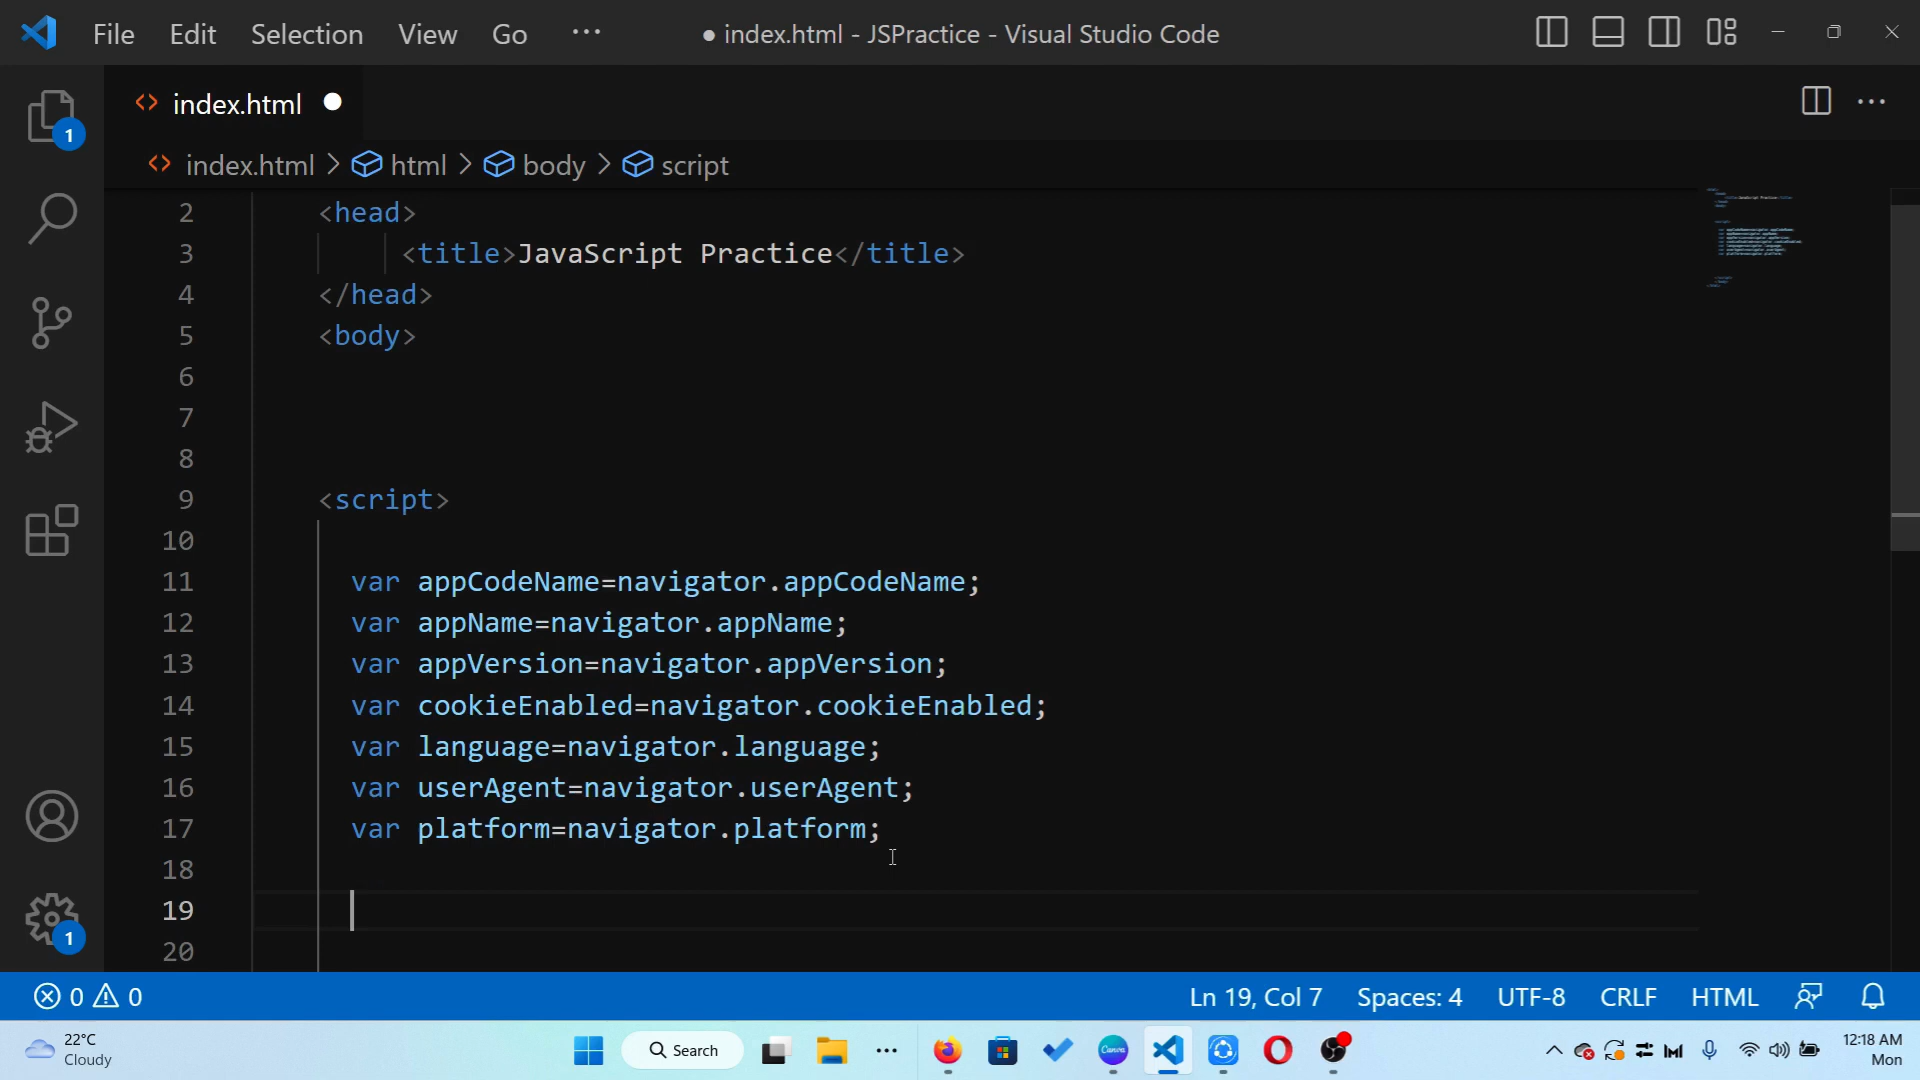 File Edit Selection View Go ··· ● index.html - JSPractice - Visual Studio Code
index.html
1
index.html > html > body > script
2 <head>
3 <title>JavaScript Practice</title>
4 </head>
5 <body>
6
7
8
9 <script>
10
11 var appCodeName=navigator.appCodeName;
12 var appName=navigator.appName;
13 var appVersion=navigator.appVersion;
14 var cookieEnabled=navigator.cookieEnabled;
15 var language=navigator.language;
16 var userAgent=navigator.userAgent;
17 var platform=navigator.platform;
18
19
1
20
0 0 Ln 19, Col 7 Spaces: 4 UTF-8 CRLF HTML
22°C
Cloudy
Search
Canva
12:18 AM
Mon